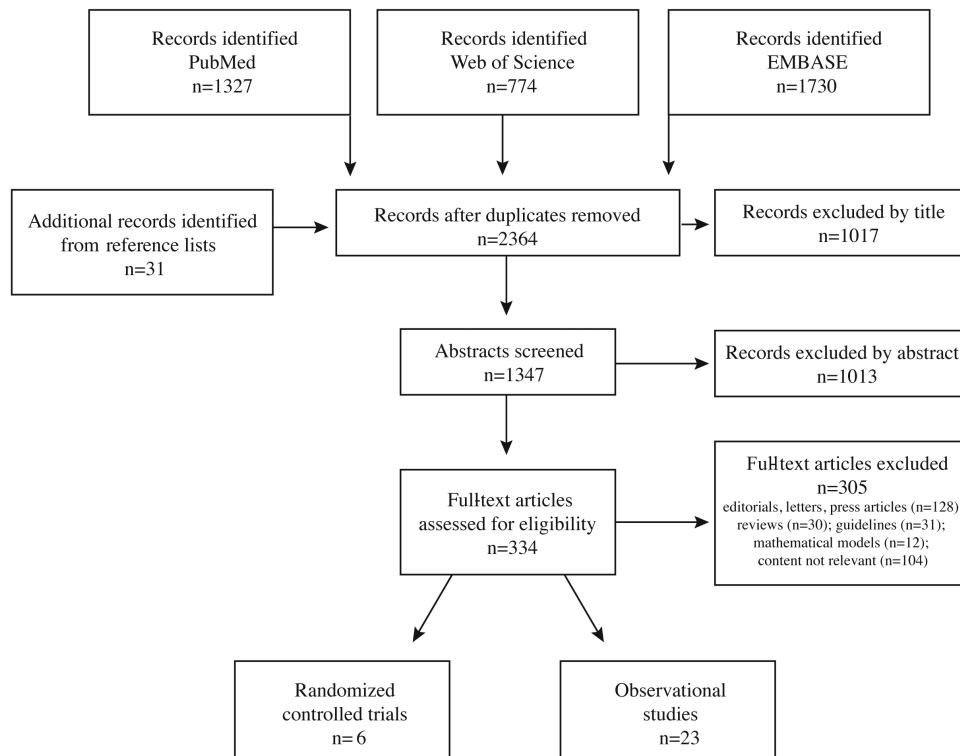 Records identified
PubMed
n=1327
Records identified
Web of Science
n=774
Records identified
EMBASE
n=1730
Additional records identified
from reference lists
n=31
Records after duplicates removed
n=2364
Records excluded by title
n=1017
Abstracts screened
n=1347
Records excluded by abstract
n=1013
Full-text articles
assessed for eligibility
n=334
Full-text articles excluded
n=305
editorials, letters, press articles (n=128)
reviews (n=30); guidelines (n=31);
mathematical models (n=12);
content not relevant (n=104)
Randomized
controlled trials
n= 6
Observational
studies
n=23